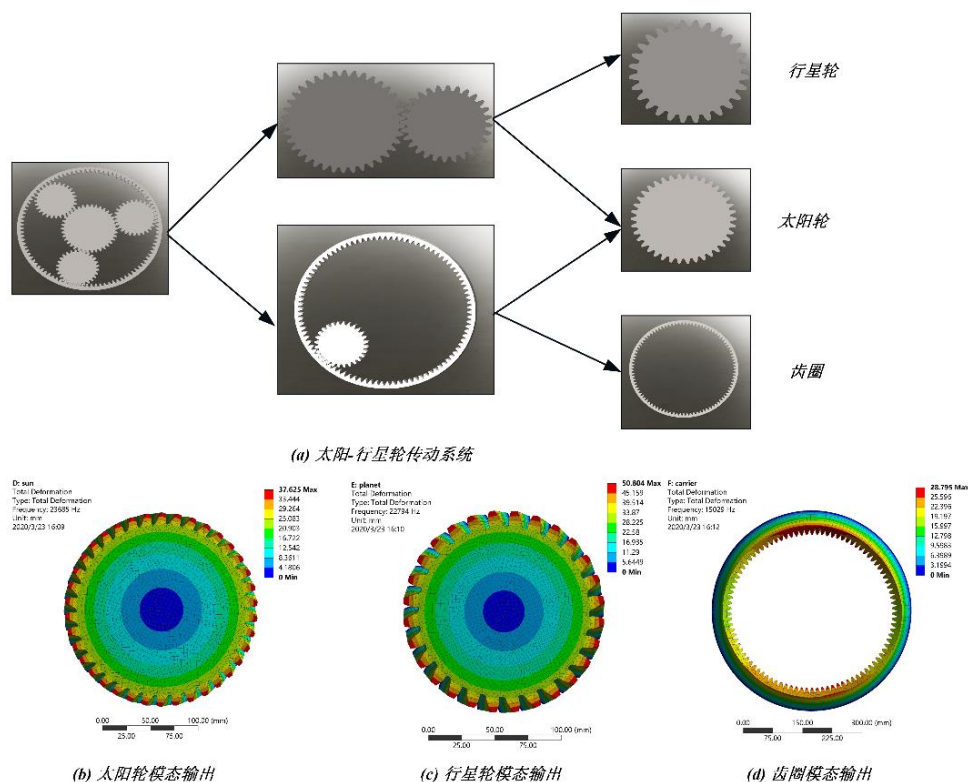 行星轮
太阳轮
齿圈
(a) 太阳-行星轮传动系统
D: sun
Total Deformation
Type: Total Deformation
Frequency: 23685 Hz
Unit: mm
2020/3/23 16:09
37.625 Max
33.444
29.264
25.083
20.903
16.722
12.542
8.3611
4.1806
0 Min
0.00 50.00 100.00 (mm)
25.00 75.00
E: planet
Total Deformation
Type: Total Deformation
Frequency: 22734 Hz
Unit: mm
2020/3/23 16:10
50.804 Max
45.159
39.514
33.87
28.225
22.58
16.935
11.29
5.6449
0 Min
0.00 50.00 100.00 (mm)
25.00 75.00
F: carrier
Total Deformation
Type: Total Deformation
Frequency: 15029 Hz
Unit: mm
2020/3/23 16:12
28.795 Max
25.595
22.396
19.197
15.997
12.798
9.5983
6.3989
3.1994
0 Min
0.00 150.00 300.00 (mm)
75.00 225.00
(b) 太阳轮模态输出
(c) 行星轮模态输出
(d) 齿圈模态输出